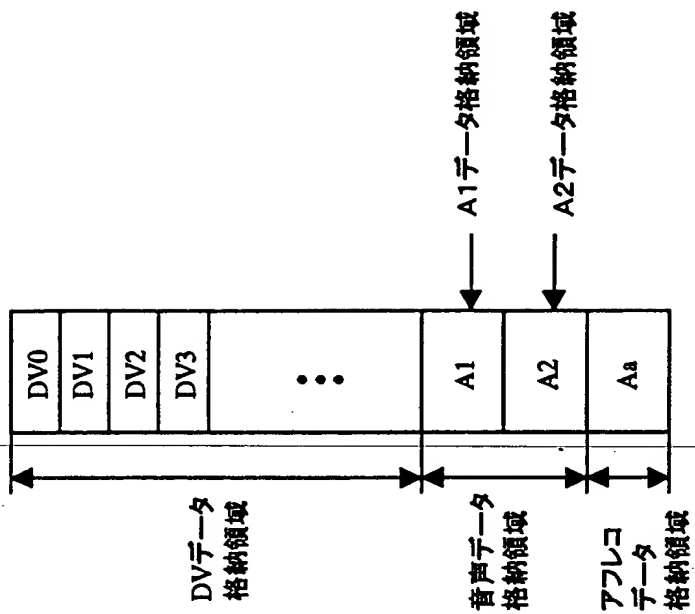 DV0
DV1
DV2
DV3
•••
A1
A2
Aa
DVデータ
格納領域
音声データ
格納領域
アフレコ
データ
格納領域
A1データ格納領域
A2データ格納領域